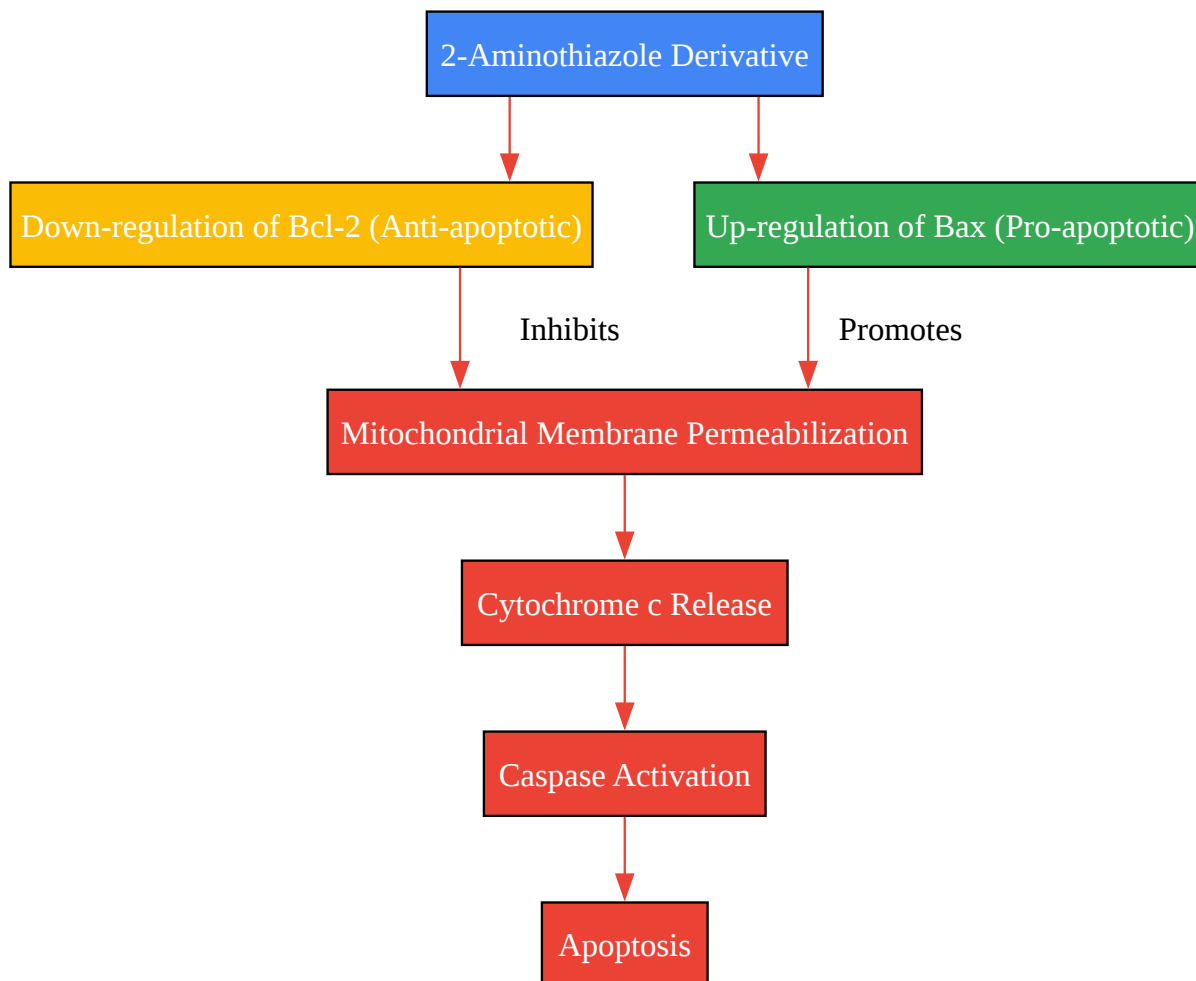 2-Aminothiazole Derivative
Down-regulation of Bcl-2 (Anti-apoptotic)
Up-regulation of Bax (Pro-apoptotic)
Inhibits
Promotes
Mitochondrial Membrane Permeabilization
Cytochrome c Release
Caspase Activation
Apoptosis